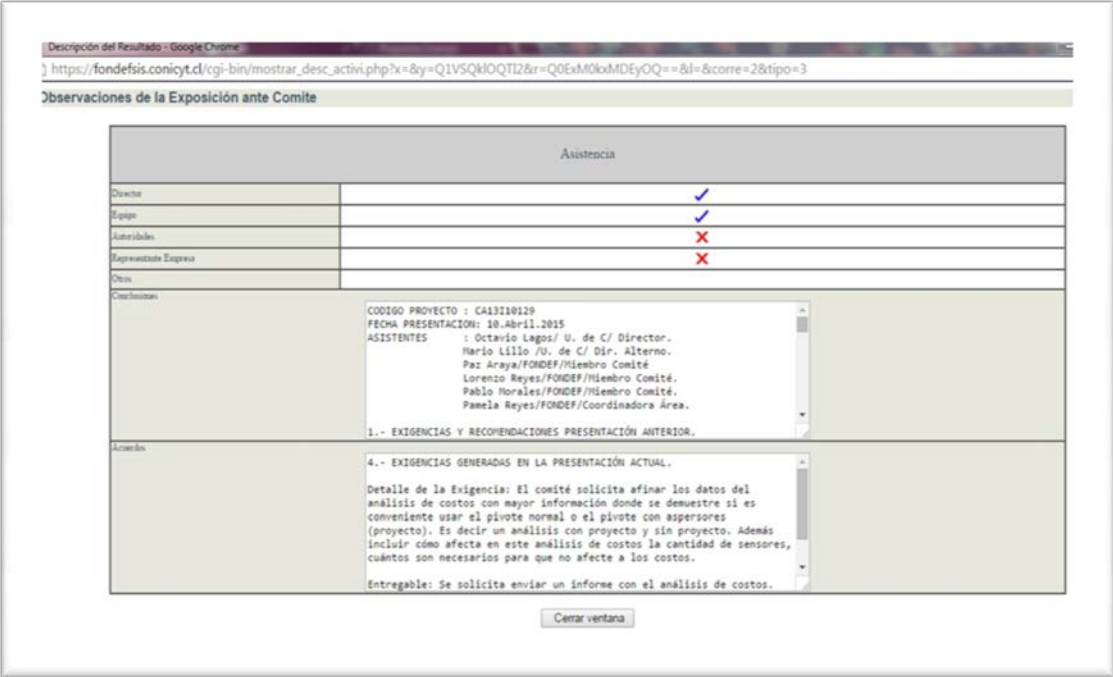 Descripción del Resultado - Google Chrome
https://fondefsis.conicyt.cl/cgi-bin/mostrar_desc_activi.php?x=&y=Q1VSQklOQTI2&r=Q0ExM0kxMDEyOQ==&l=&corre=2&tipo=3
Observaciones de la Exposición ante Comite
Asistencia
Director
Equipo
Autoridades
Representante Empresa
Otros
Conclusiones
CODIGO PROYECTO : CA13I10129
FECHA PRESENTACION: 10.Abril.2015
ASISTENTES : Octavio Lagos/ U. de C/ Director.
Mario Lillo /U. de C/ Dir. Alterno.
Paz Araya/FONDEF/Miembro Comité
Lorenzo Reyes/FONDEF/Miembro Comité.
Pablo Morales/FONDEF/Miembro Comité.
Pamela Reyes/FONDEF/Coordinadora Área.
1.- EXIGENCIAS Y RECOMENDACIONES PRESENTACIÓN ANTERIOR.
Acuerdos
4.- EXIGENCIAS GENERADAS EN LA PRESENTACIÓN ACTUAL.
Detalle de la Exigencia: El comité solicita afinar los datos del
análisis de costos con mayor información donde se demuestre si es
conveniente usar el pivote normal o el pivote con aspersores
(proyecto). Es decir un análisis con proyecto y sin proyecto. Además
incluir cómo afecta en este análisis de costos la cantidad de sensores,
cuántos son necesarios para que no afecte a los costos.
Entregable: Se solicita enviar un informe con el análisis de costos.
Cerrar ventana